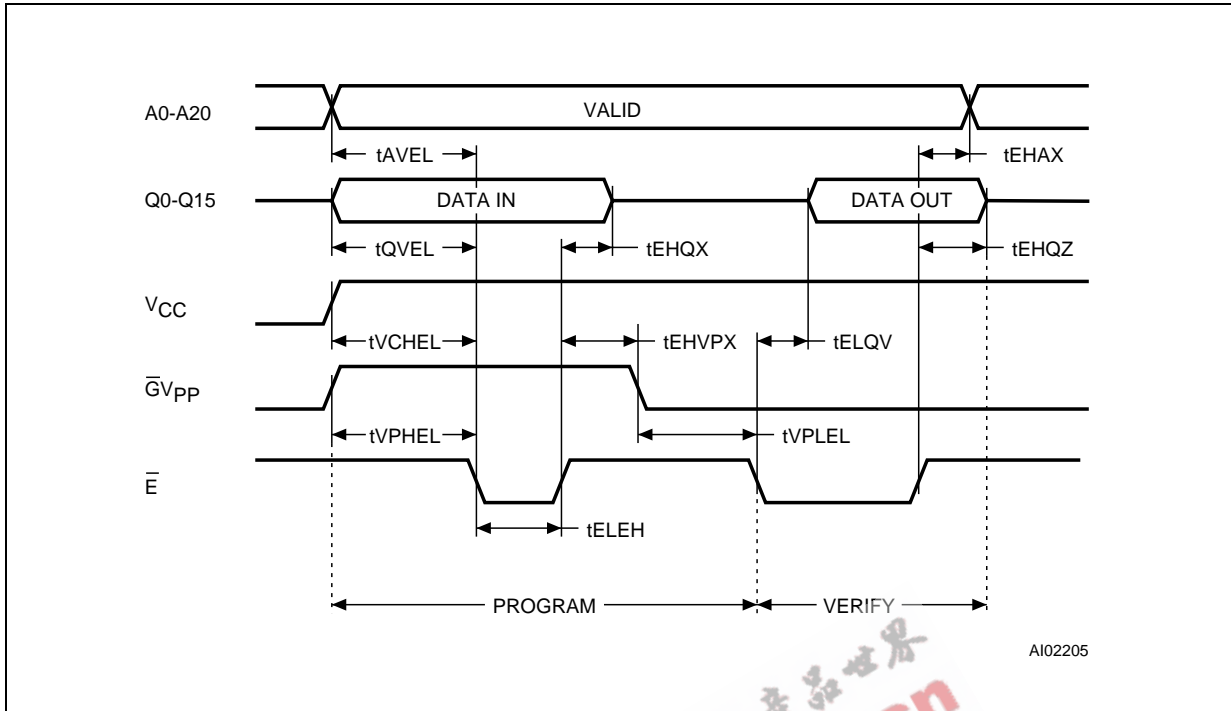 A0-A20
VALID
tAVEL
tEHAX
Q0-Q15
DATA IN
DATA OUT
tQVEL
tEHQX
tEHQZ
VCC
tVCHEL
tEHVPX
tELQV
G̅VPP
tVPHEL
tVPLEL
E̅
tELEH
PROGRAM
VERIFY
AI02205